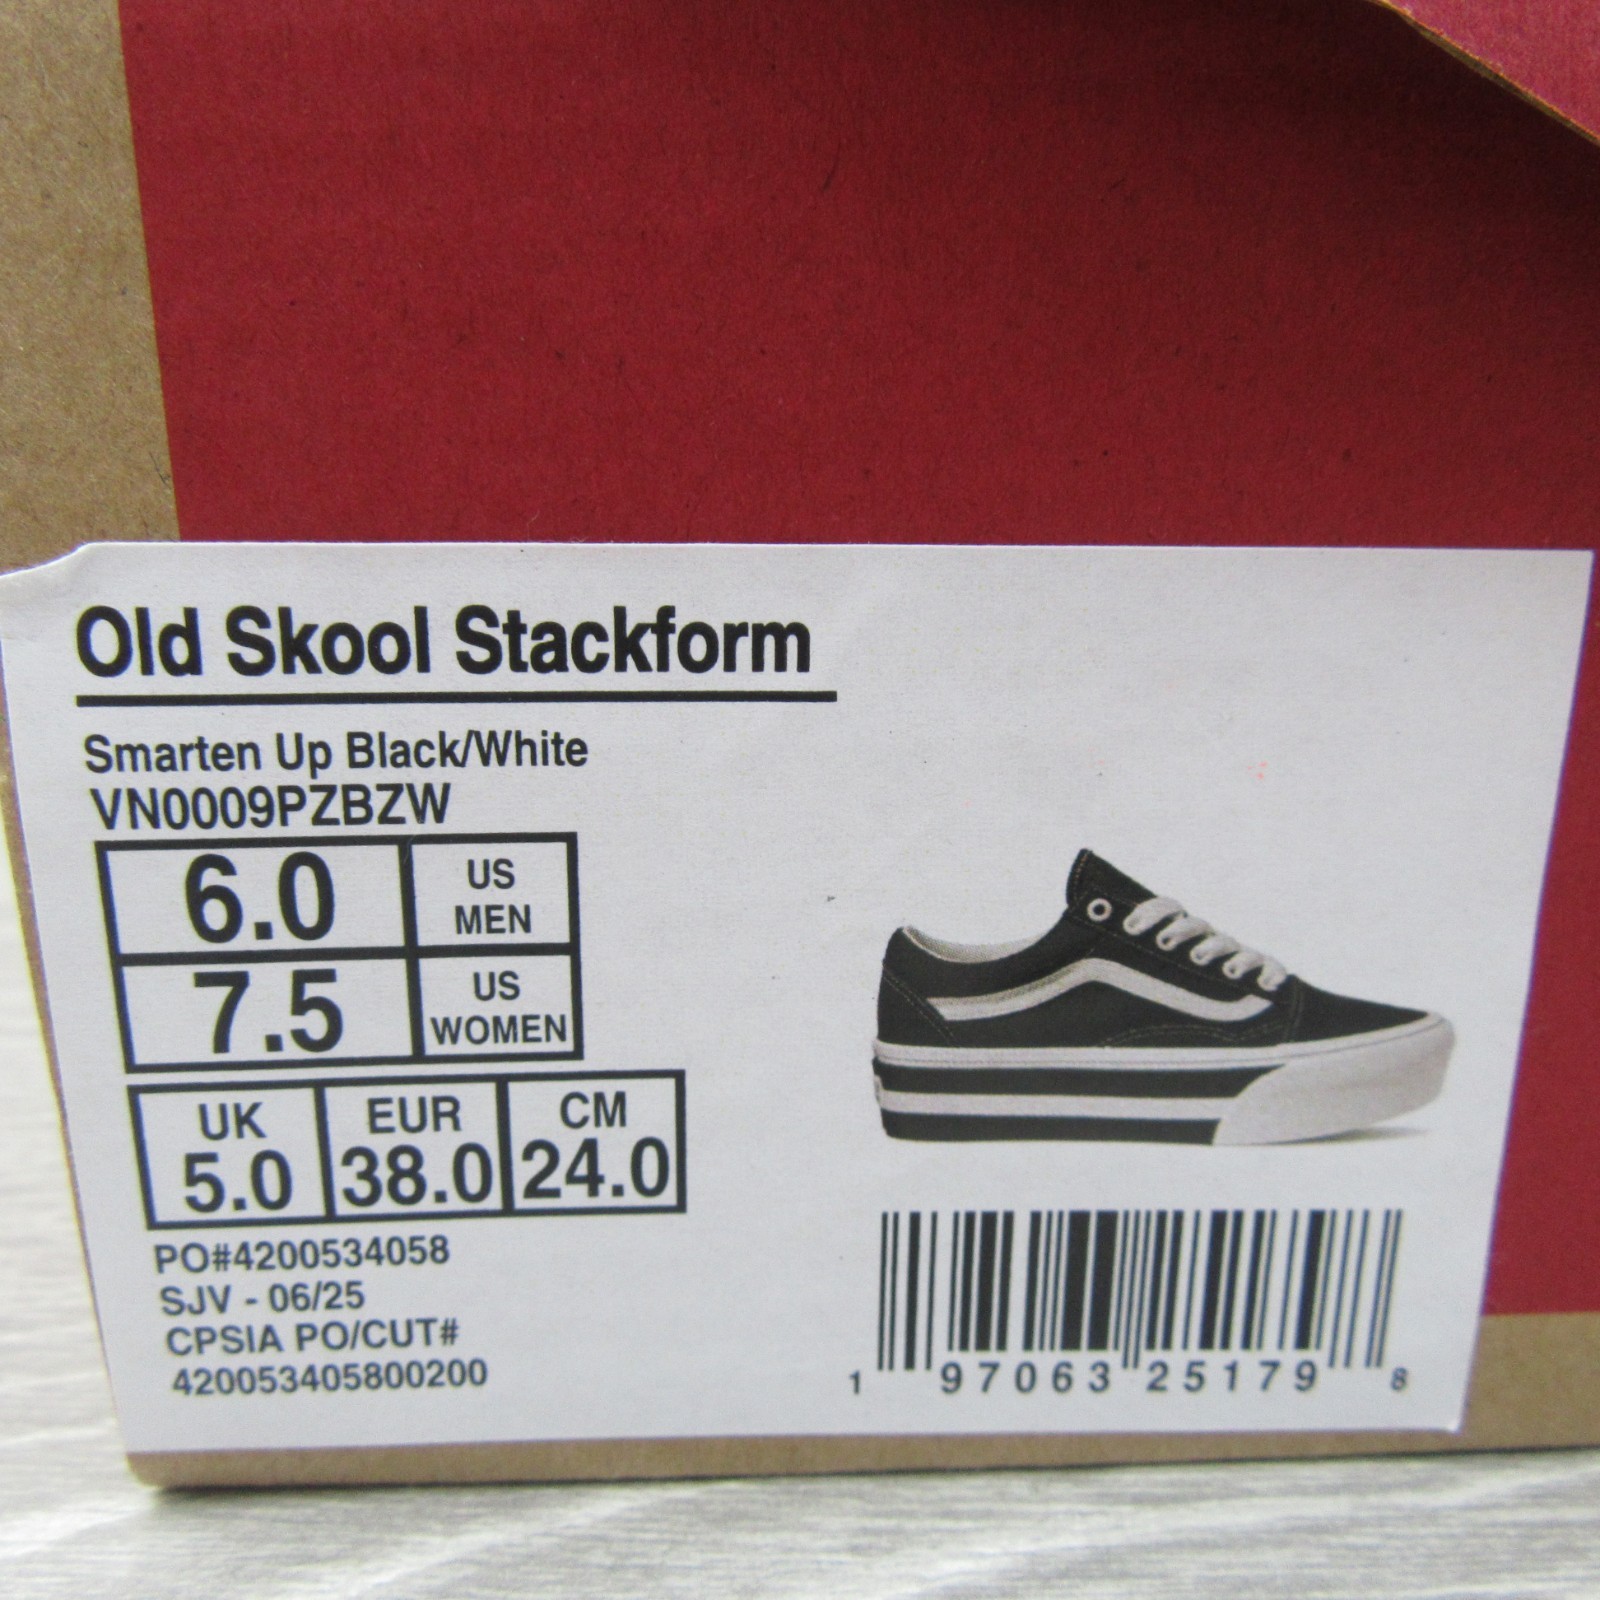 Old Skool Stackform
Smarten Up Black/White
VN0009PZBZW
6.0 US MEN
7.5 US WOMEN
UK EUR CM
5.0 38.0 24.0
PO#4200534058
SJV - 06/25
CPSIA PO/CUT#
420053405800200
1 97063 25179 8